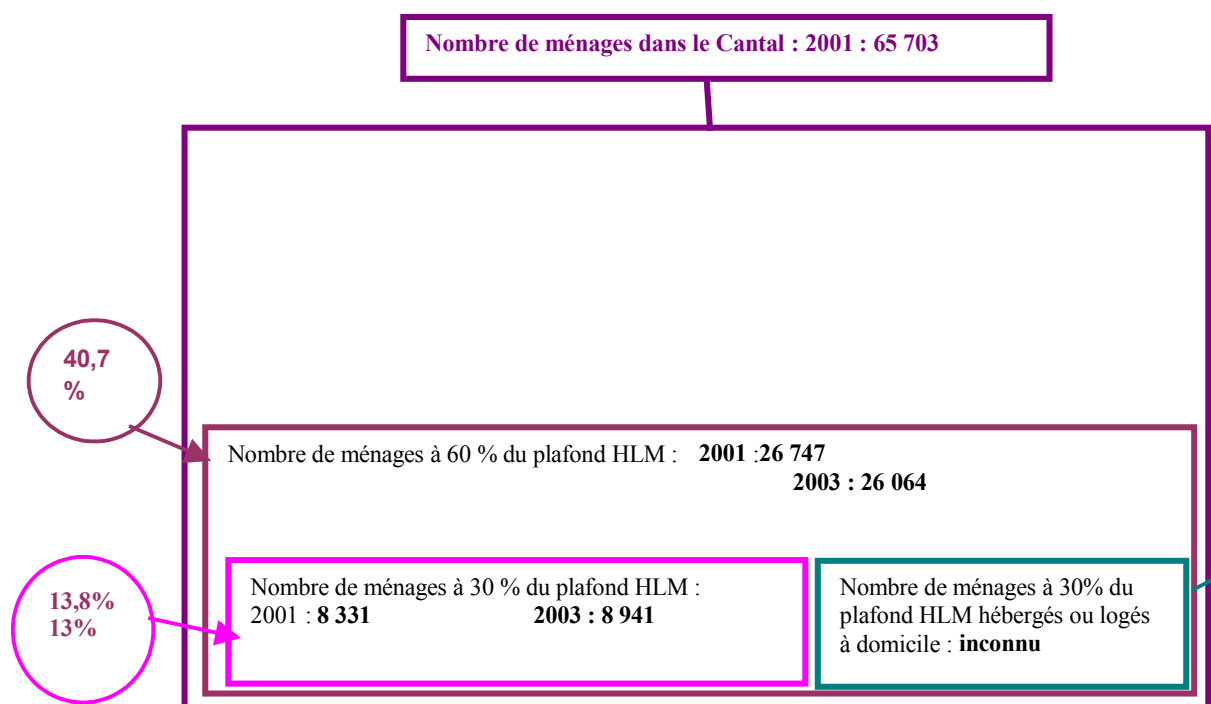 Nombre de ménages dans le Cantal : 2001 : 65 703
40,7
%
Nombre de ménages à 60 % du plafond HLM : 2001 :26 747
2003 : 26 064
13,8%
13%
Nombre de ménages à 30 % du plafond HLM :
2001 : 8 331 2003 : 8 941
Nombre de ménages à 30% du
plafond HLM hébergés ou logés
à domicile : inconnu